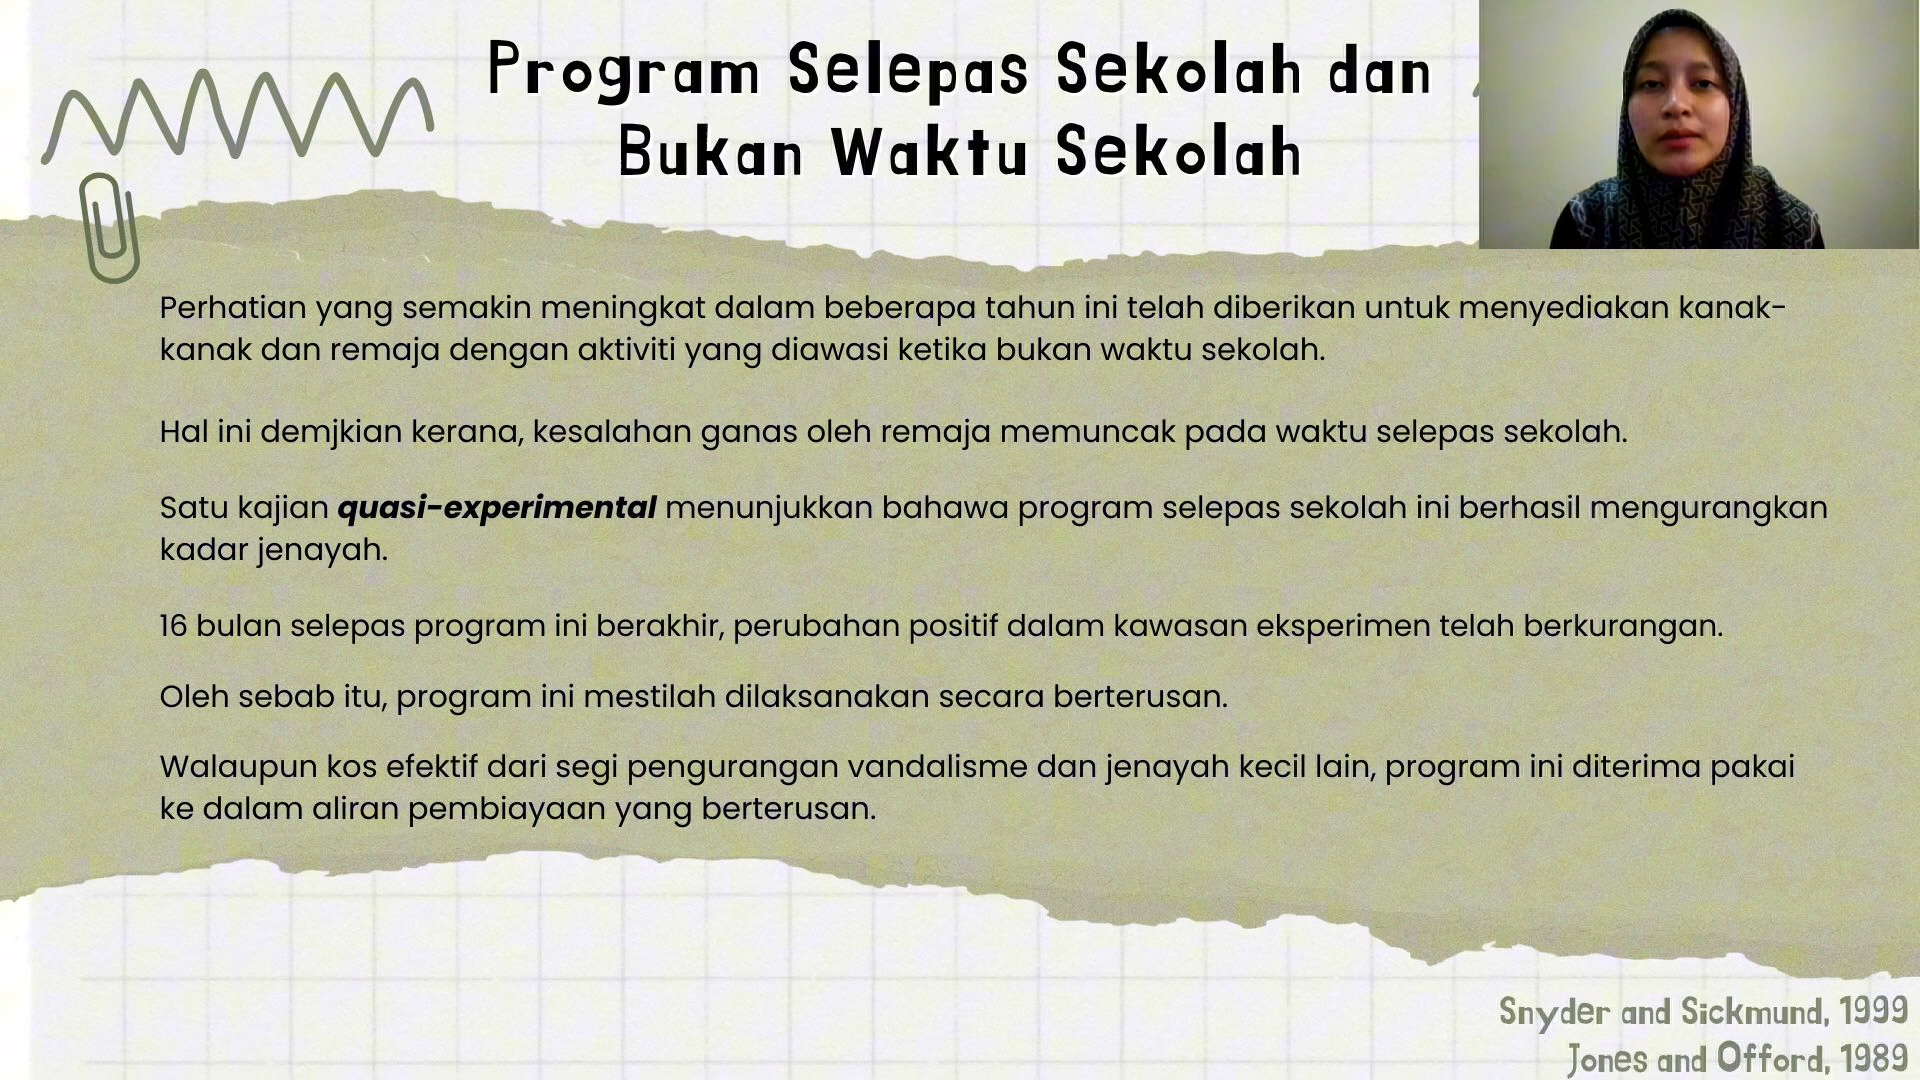 Program Selepas Sekolah dan
Bukan Waktu Sekolah
Perhatian yang semakin meningkat dalam beberapa tahun ini telah diberikan untuk menyediakan kanak-
kanak dan remaja dengan aktiviti yang diawasi ketika bukan waktu sekolah.
Hal ini demjkian kerana, kesalahan ganas oleh remaja memuncak pada waktu selepas sekolah.
Satu kajian quasi-experimental menunjukkan bahawa program selepas sekolah ini berhasil mengurangkan
kadar jenayah.
16 bulan selepas program ini berakhir, perubahan positif dalam kawasan eksperimen telah berkurangan.
Oleh sebab itu, program ini mestilah dilaksanakan secara berterusan.
Walaupun kos efektif dari segi pengurangan vandalisme dan jenayah kecil lain, program ini diterima pakai
ke dalam aliran pembiayaan yang berterusan.
Snyder and Sickmund, 1999
Jones and Offord, 1989